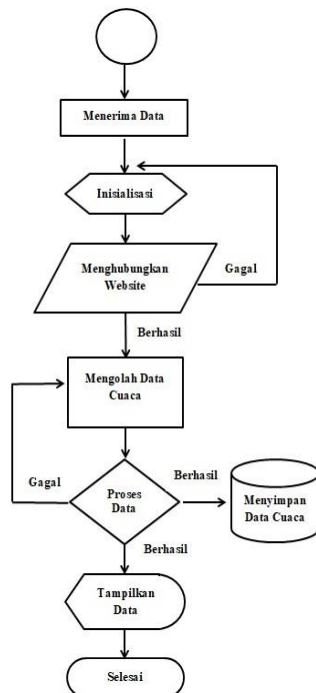 Menerima Data
Inisialisasi
Menghubungkan
Website
Gagal
Berhasil
Mengolah Data
Cuaca
Gagal
Proses
Data
Berhasil
Menyimpan
Data Cuaca
Berhasil
Tampilkan
Data
Selesai